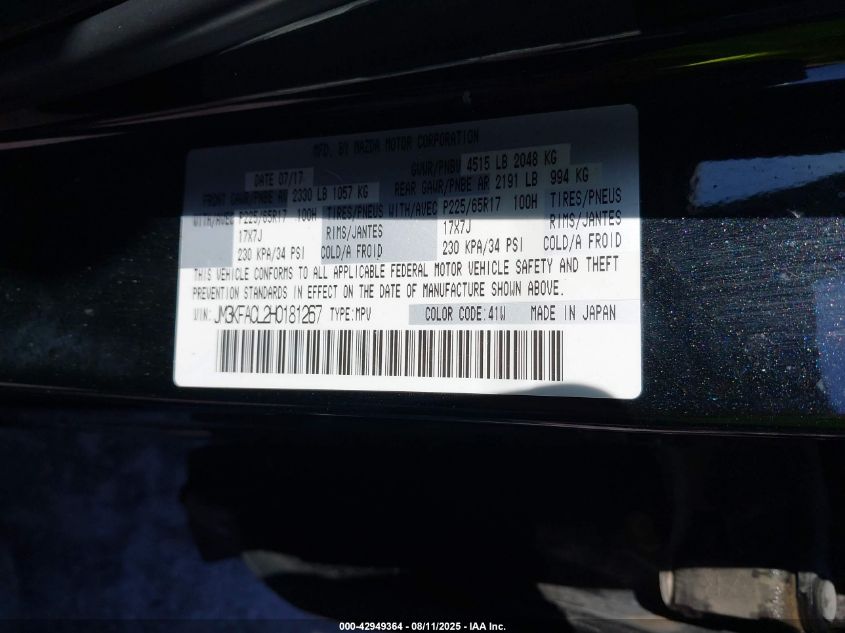 MFD. BY MAZDA MOTOR CORPORATION
DATE 07/17 GVWR/PNBV 4515 LB 2048 KG
FRONT GAWR/PNBE AV 2330 LB 1057 KG REAR GAWR/PNBE AR 2191 LB 994 KG
WITH/AVEC P225/65R17 100H TIRES/PNEUS WITH/AVEC P225/65R17 100H TIRES/PNEUS
17X7J RIMS/JANTES 17X7J RIMS/JANTES
230 KPA/34 PSI COLD/A FROID 230 KPA/34 PSI COLD/A FROID
THIS VEHICLE CONFORMS TO ALL APPLICABLE FEDERAL MOTOR VEHICLE SAFETY AND THEFT
PREVENTION STANDARDS IN EFFECT ON THE DATE OF MANUFACTURE SHOWN ABOVE.
VIN: JM3KFACL2H0181267 TYPE:MPV COLOR CODE:41W MADE IN JAPAN
000-42949364 - 08/11/2025 - IAA Inc.